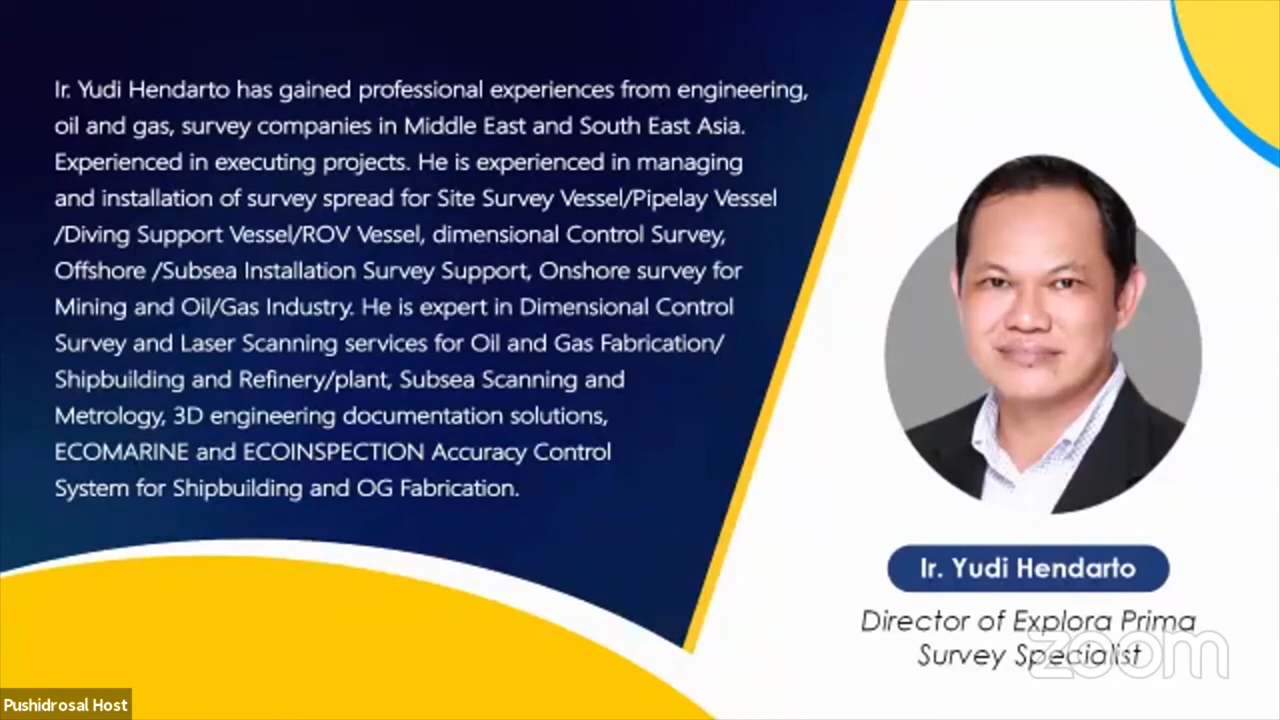 Ir. Yudi Hendarto has gained professional experiences from engineering,
oil and gas, survey companies in Middle East and South East Asia.
Experienced in executing projects. He is experienced in managing
and installation of survey spread for Site Survey Vessel/Pipelay Vessel
/Diving Support Vessel/ROV Vessel, dimensional Control Survey,
Offshore /Subsea Installation Survey Support, Onshore survey for
Mining and Oil/Gas Industry. He is expert in Dimensional Control
Survey and Laser Scanning services for Oil and Gas Fabrication/
Shipbuilding and Refinery/plant, Subsea Scanning and
Metrology, 3D engineering documentation solutions,
ECOMARINE and ECOINSPECTION Accuracy Control
System for Shipbuilding and OG Fabrication.
Ir. Yudi Hendarto
Director of Explora Prima
Survey Specialist
zoom
Pushidrosal Host